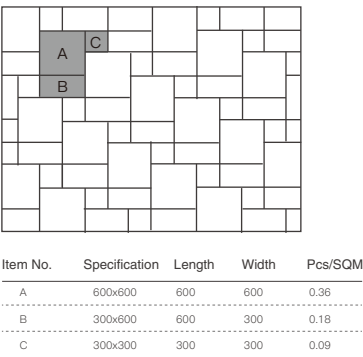 A
C
B
Item No. Specification Length Width Pcs/SQM
A 600x600 600 600 0.36
B 300x600 600 300 0.18
C 300x300 300 300 0.09